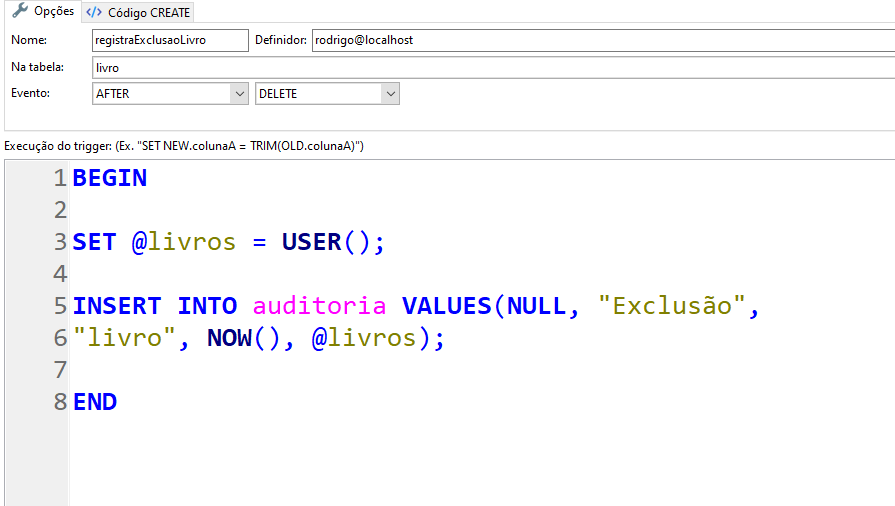 Opções </> Código CREATE
Nome: registraExclusaoLivro Definidor: rodrigo@localhost
Na tabela: livro
Evento: AFTER DELETE
Execução do trigger: (Ex. "SET NEW.colunaA = TRIM(OLD.colunaA)")
1 BEGIN
2
3 SET @livros = USER();
4
5 INSERT INTO auditoria VALUES(NULL, "Exclusão",
6 "livro", NOW(), @livros);
7
8 END